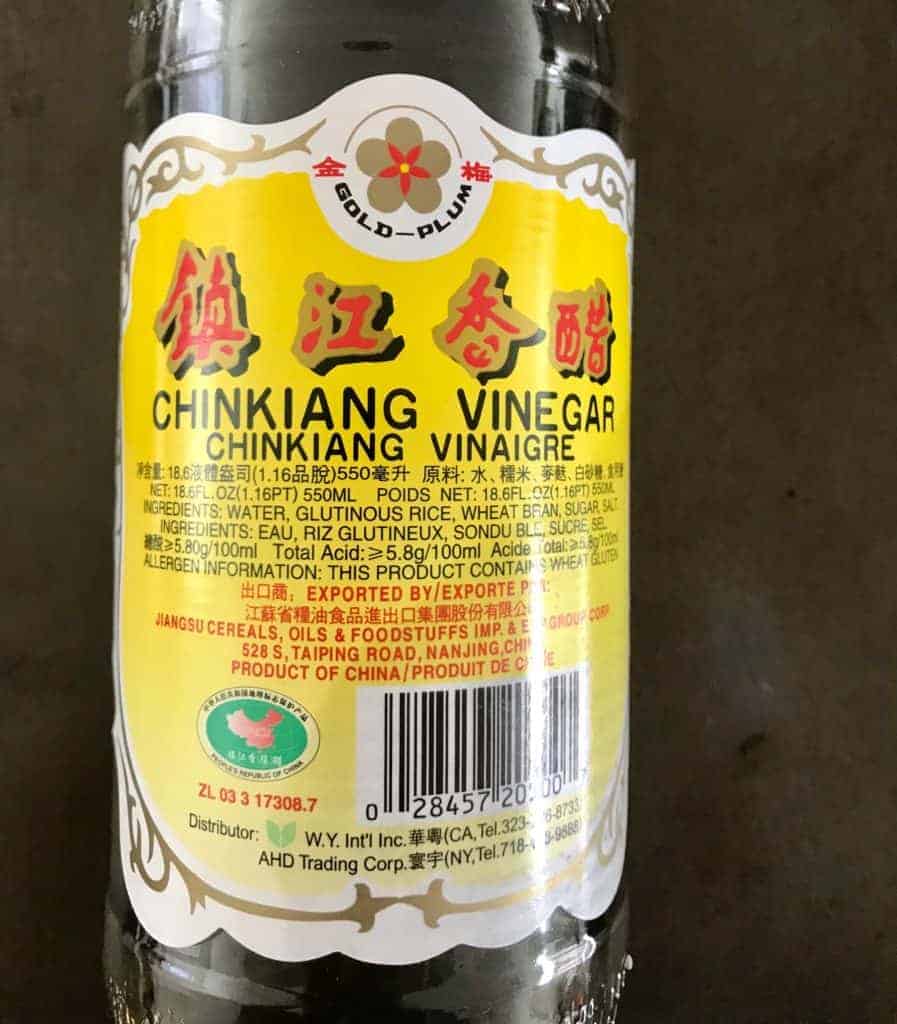 金 梅
GOLD-PLUM
鎮江香醋
CHINKIANG VINEGAR
CHINKIANG VINAIGRE
淨含量: 18.6液體盎司(1.16品脫)550毫升 原料: 水、糯米、麥麩、白砂糖、食用鹽
NET: 18.6FL.OZ(1.16PT) 550ML POIDS NET: 18.6FL.OZ(1.16PT) 550ML
INGREDIENTS: WATER, GLUTINOUS RICE, WHEAT BRAN, SUGAR, SALT
INGREDIENTS: EAU, RIZ GLUTINEUX, SONDU BLE, SUCRE, SEL
總酸≥5.80g/100ml Total Acid:≥5.8g/100ml Acide Total:≥5.8g/100ml
ALLERGEN INFORMATION: THIS PRODUCT CONTAINS WHEAT GLUTEN
出口商: EXPORTED BY/EXPORTE PAR:
江蘇省糧油食品進出口集團股份有限公
JIANGSU CEREALS, OILS & FOODSTUFFS IMP. & GROUP CORP
528 S, TAIPING ROAD, NANJING,
PRODUCT OF CHINA/PRODUIT DE
鎮江香醋
PEOPLE'S REPUBLIC OF CHINA
ZL 03 3 17308.7
0 28457 7
Distributor: W.Y. Int'l Inc.華粵(CA,Tel.323-
AHD Trading Corp.寰宇(NY,Tel.718-